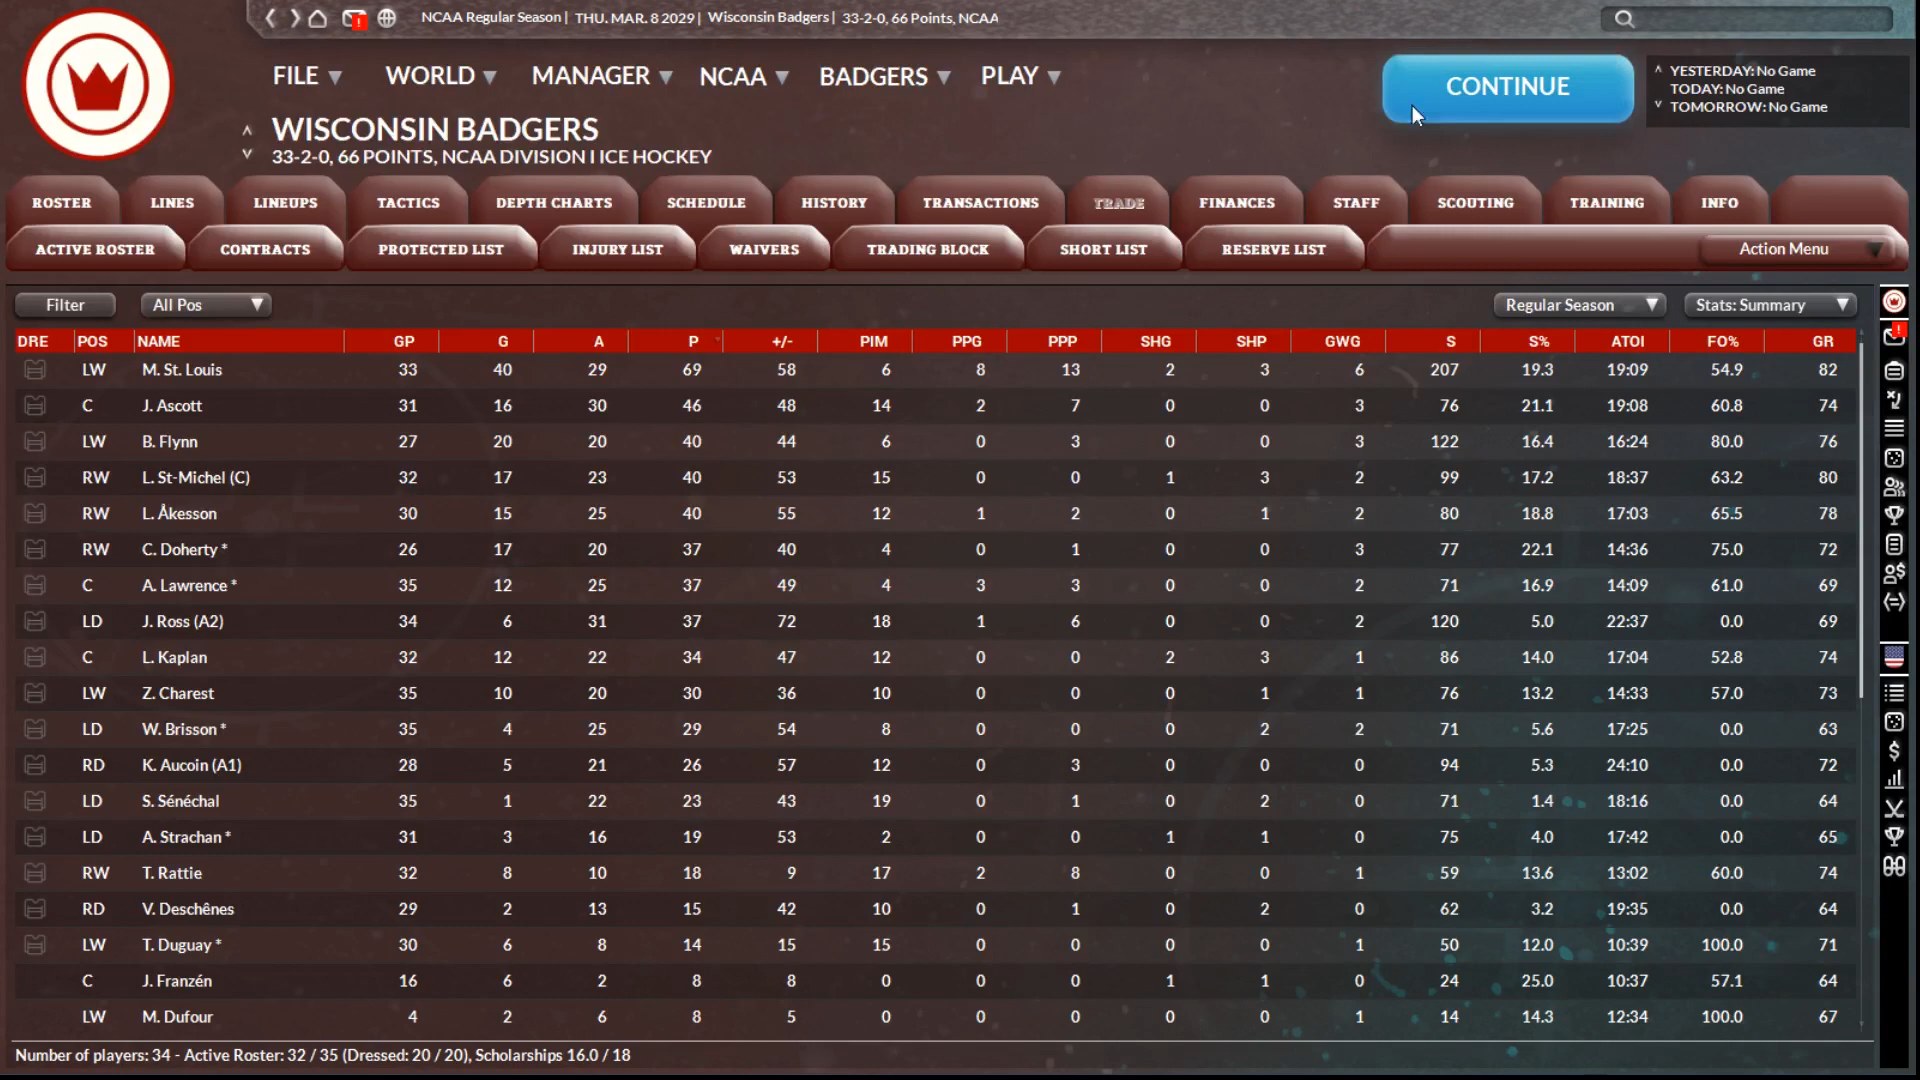 NCAA Regular Season | THU. MAR. 8 2029 | Wisconsin Badgers | 33-2-0, 66 Points, NCAA
FILE WORLD MANAGER NCAA BADGERS PLAY
CONTINUE
YESTERDAY: No Game
TODAY: No Game
TOMORROW: No Game
WISCONSIN BADGERS
33-2-0, 66 POINTS, NCAA DIVISION I ICE HOCKEY
ROSTER LINES LINEUPS TACTICS DEPTH CHARTS SCHEDULE HISTORY TRANSACTIONS TRADE FINANCES STAFF SCOUTING TRAINING INFO
ACTIVE ROSTER CONTRACTS PROTECTED LIST INJURY LIST WAIVERS TRADING BLOCK SHORT LIST RESERVE LIST Action Menu
Filter All Pos Regular Season Stats: Summary
DRE POS NAME GP G A P +/- PIM PPG PPP SHG SHP GWG S S% ATOI FO% GR
LW M. St. Louis 33 40 29 69 58 6 8 13 2 3 6 207 19.3 19:09 54.9 82
C J. Ascott 31 16 30 46 48 14 2 7 0 0 3 76 21.1 19:08 60.8 74
LW B. Flynn 27 20 20 40 44 6 0 3 0 0 3 122 16.4 16:24 80.0 76
RW L. St-Michel (C) 32 17 23 40 53 15 0 0 1 3 2 99 17.2 18:37 63.2 80
RW L. Åkesson 30 15 25 40 55 12 1 2 0 1 2 80 18.8 17:03 65.5 78
RW C. Doherty * 26 17 20 37 40 4 0 1 0 0 3 77 22.1 14:36 75.0 72
C A. Lawrence * 35 12 25 37 49 4 3 3 0 0 2 71 16.9 14:09 61.0 69
LD J. Ross (A2) 34 6 31 37 72 18 1 6 0 0 2 120 5.0 22:37 0.0 69
C L. Kaplan 32 12 22 34 47 12 0 0 2 3 1 86 14.0 17:04 52.8 74
LW Z. Charest 35 10 20 30 36 10 0 0 0 1 1 76 13.2 14:33 57.0 73
LD W. Brisson * 35 4 25 29 54 8 0 0 0 2 2 71 5.6 17:25 0.0 63
RD K. Aucoin (A1) 28 5 21 26 57 12 0 3 0 0 0 94 5.3 24:10 0.0 72
LD S. Sénéchal 35 1 22 23 43 19 0 1 0 2 0 71 1.4 18:16 0.0 64
LD A. Strachan * 31 3 16 19 53 2 0 0 1 1 0 75 4.0 17:42 0.0 65
RW T. Rattie 32 8 10 18 9 17 2 8 0 0 1 59 13.6 13:02 60.0 74
RD V. Deschênes 29 2 13 15 42 10 0 1 0 2 0 62 3.2 19:35 0.0 64
LW T. Duguay * 30 6 8 14 15 15 0 0 0 0 1 50 12.0 10:39 100.0 71
C J. Franzén 16 6 2 8 8 0 0 0 1 1 0 24 25.0 10:37 57.1 64
LW M. Dufour 4 2 6 8 5 0 0 0 0 0 1 14 14.3 12:34 100.0 67
Number of players: 34 - Active Roster: 32 / 35 (Dressed: 20 / 20), Scholarships 16.0 / 18